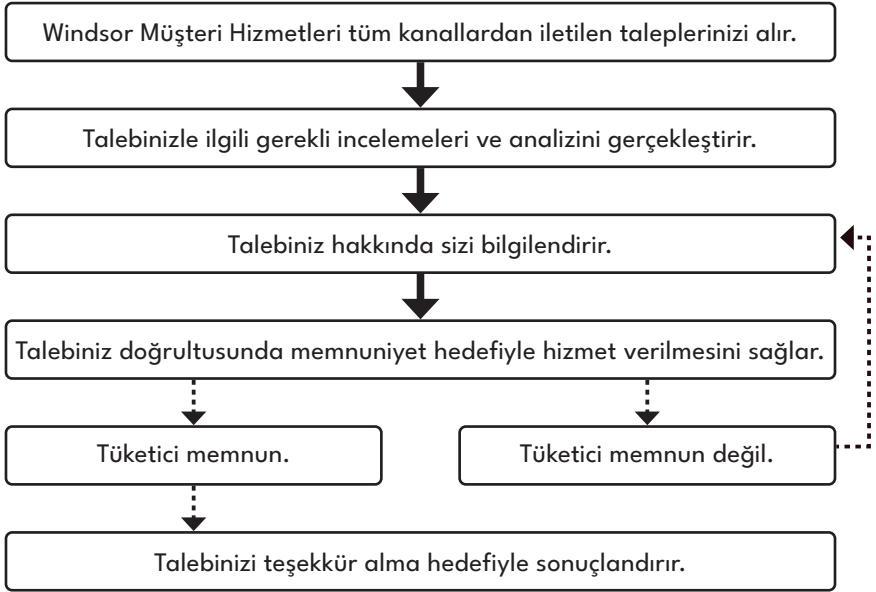 Windsor Müşteri Hizmetleri tüm kanallardan iletilen taleplerinizi alır.
Talebinizle ilgili gerekli incelemeleri ve analizini gerçekleştirir.
Talebiniz hakkında sizi bilgilendirir.
Talebiniz doğrultusunda memnuniyet hedefiyle hizmet verilmesini sağlar.
Tüketici memnun.
Tüketici memnun değil.
Talebinizi teşekkür alma hedefiyle sonuçlandırır.